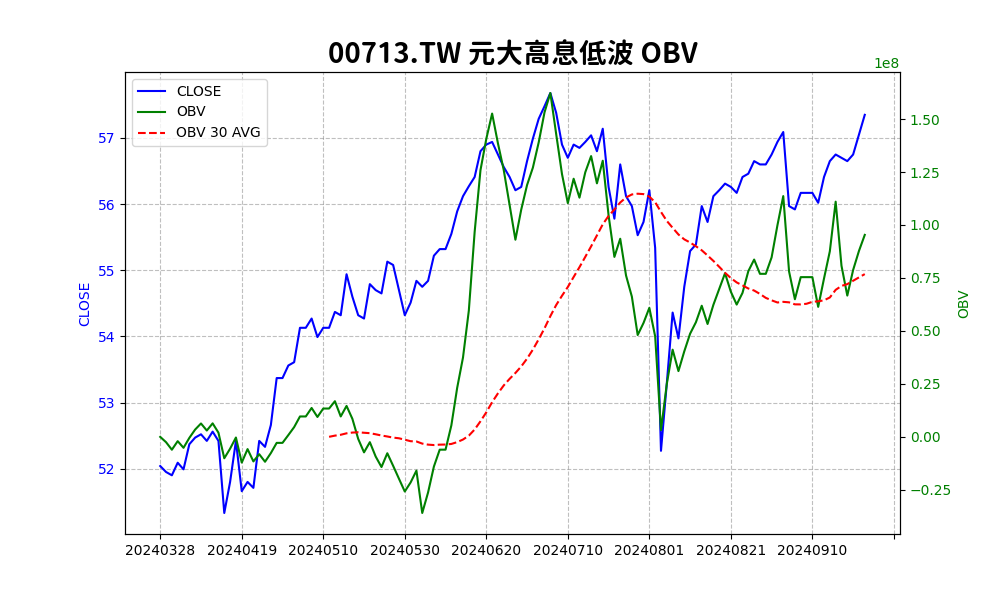 00713.TW 元大高息低波 OBV
1e8
CLOSE
OBV
OBV 30 AVG
57
56
55
54
53
52
CLOSE
1.50
1.25
1.00
0.75
0.50
0.25
0.00
−0.25
OBV
20240328 20240419 20240510 20240530 20240620 20240710 20240801 20240821 20240910